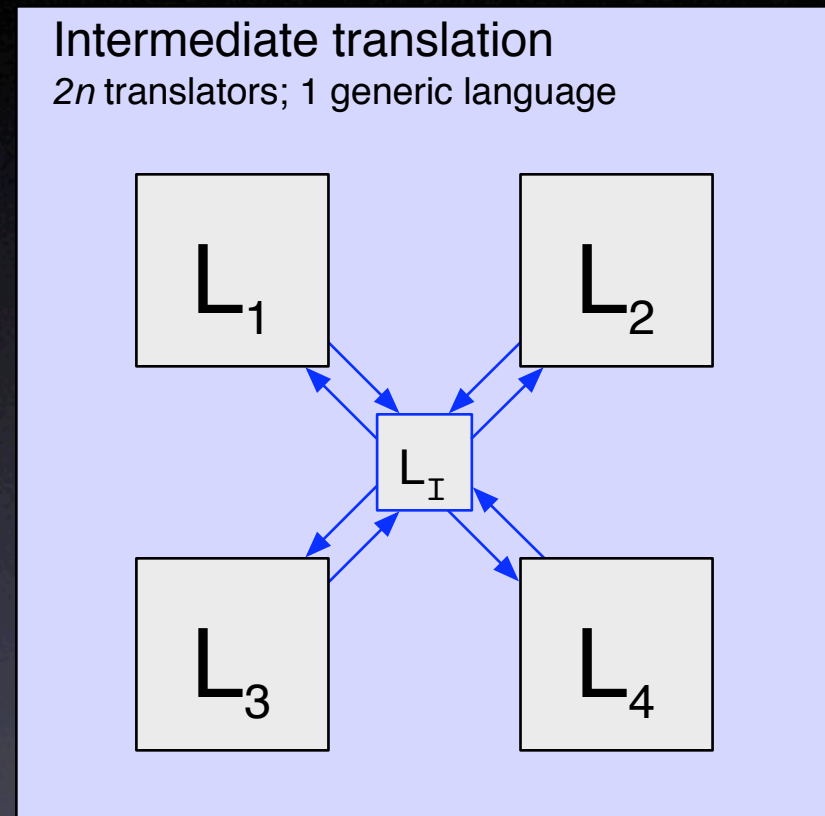 Intermediate translation
2n translators; 1 generic language
L1
L2
LI
L3
L4